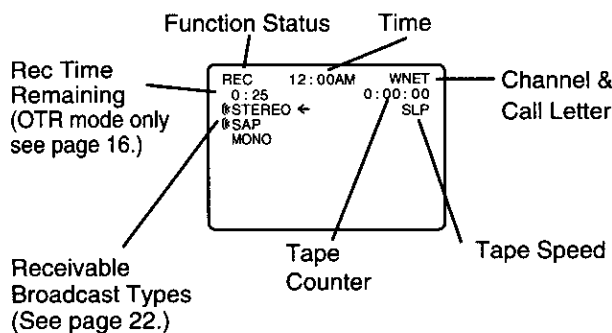 Function Status
Time
Rec Time
Remaining
(OTR mode only
see page 16.)
REC 12:00AM WNET
0:25 0:00:00
STEREO ← SLP
SAP
MONO
Channel &
Call Letter
Receivable
Broadcast Types
(See page 22.)
Tape
Counter
Tape Speed